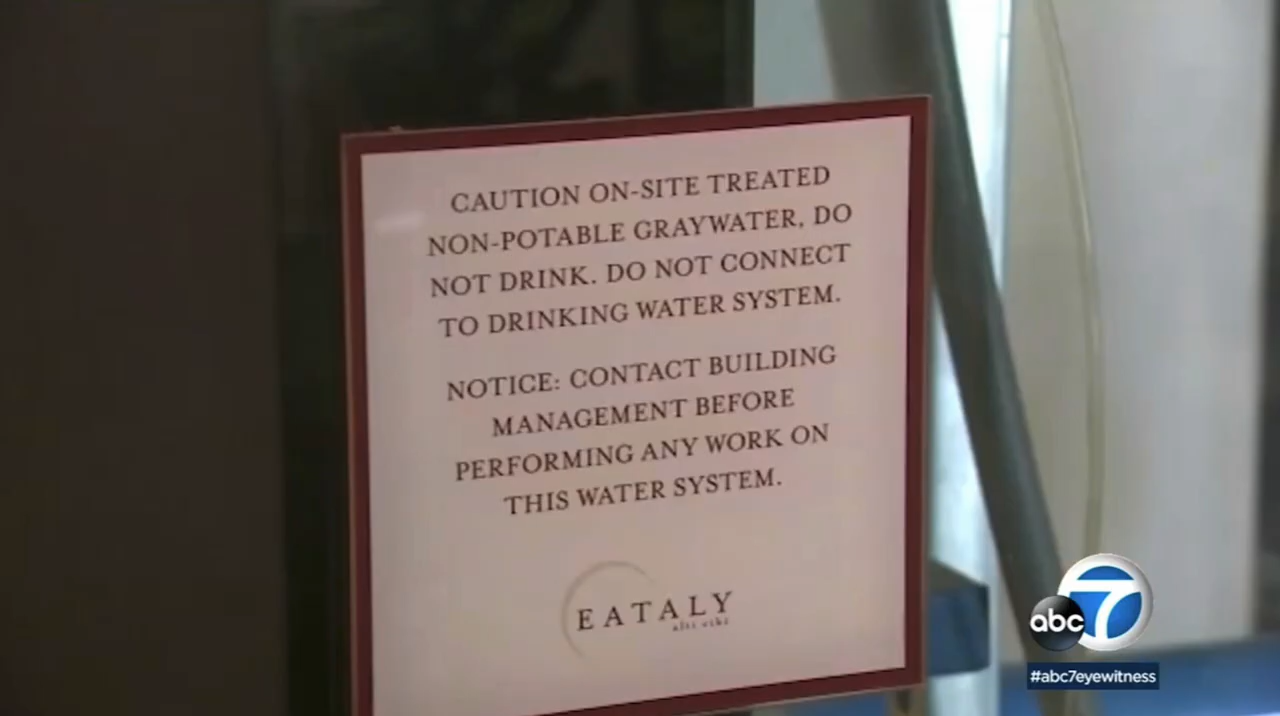 CAUTION ON-SITE TREATED
NON-POTABLE GRAYWATER, DO
NOT DRINK. DO NOT CONNECT
TO DRINKING WATER SYSTEM.
NOTICE: CONTACT BUILDING
MANAGEMENT BEFORE
PERFORMING ANY WORK ON
THIS WATER SYSTEM.
EATALY
abc 7
#abc7eyewitness